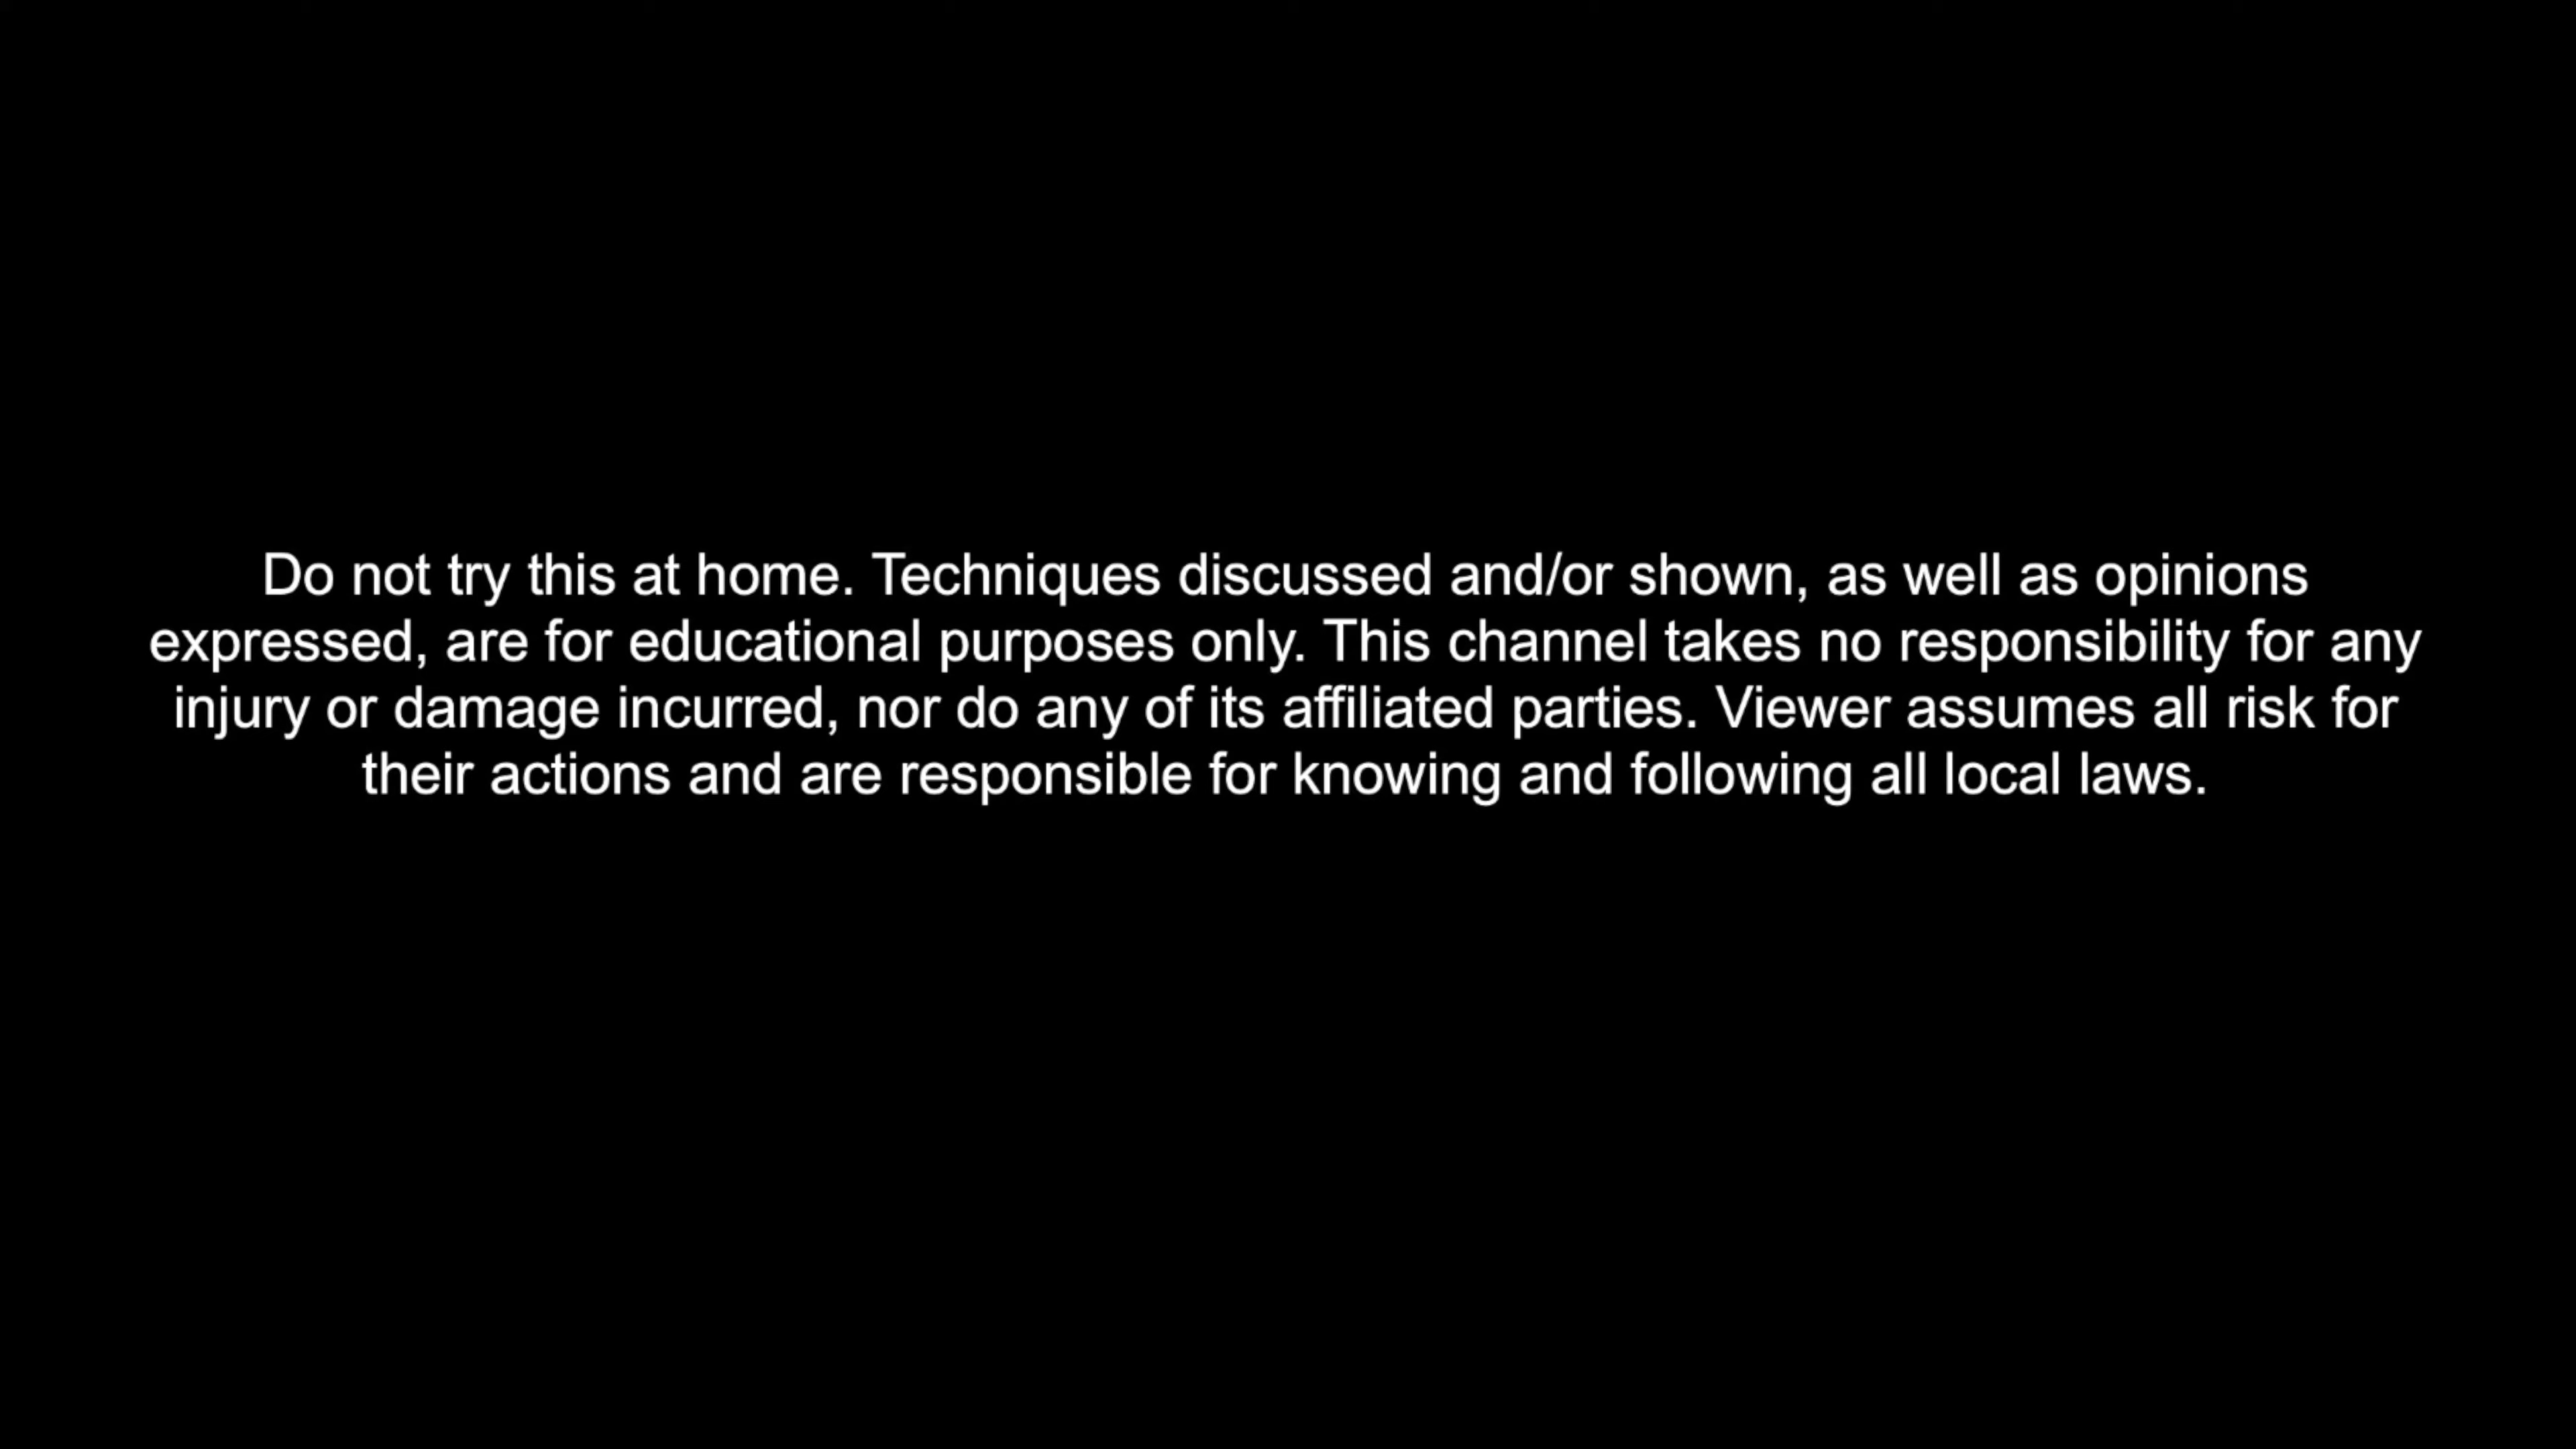 Do not try this at home. Techniques discussed and/or shown, as well as opinions
expressed, are for educational purposes only. This channel takes no responsibility for any
injury or damage incurred, nor do any of its affiliated parties. Viewer assumes all risk for
their actions and are responsible for knowing and following all local laws.